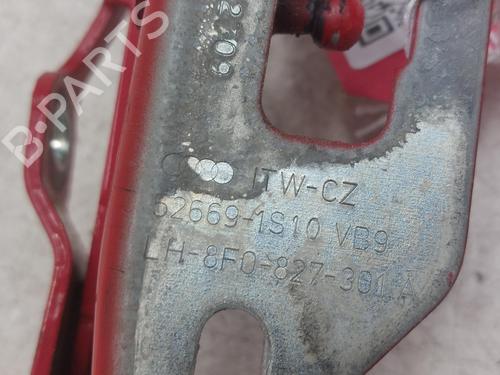 B-PARTS
ITW-CZ
52669-1S10 VB9
LH-8F0-827-301 A